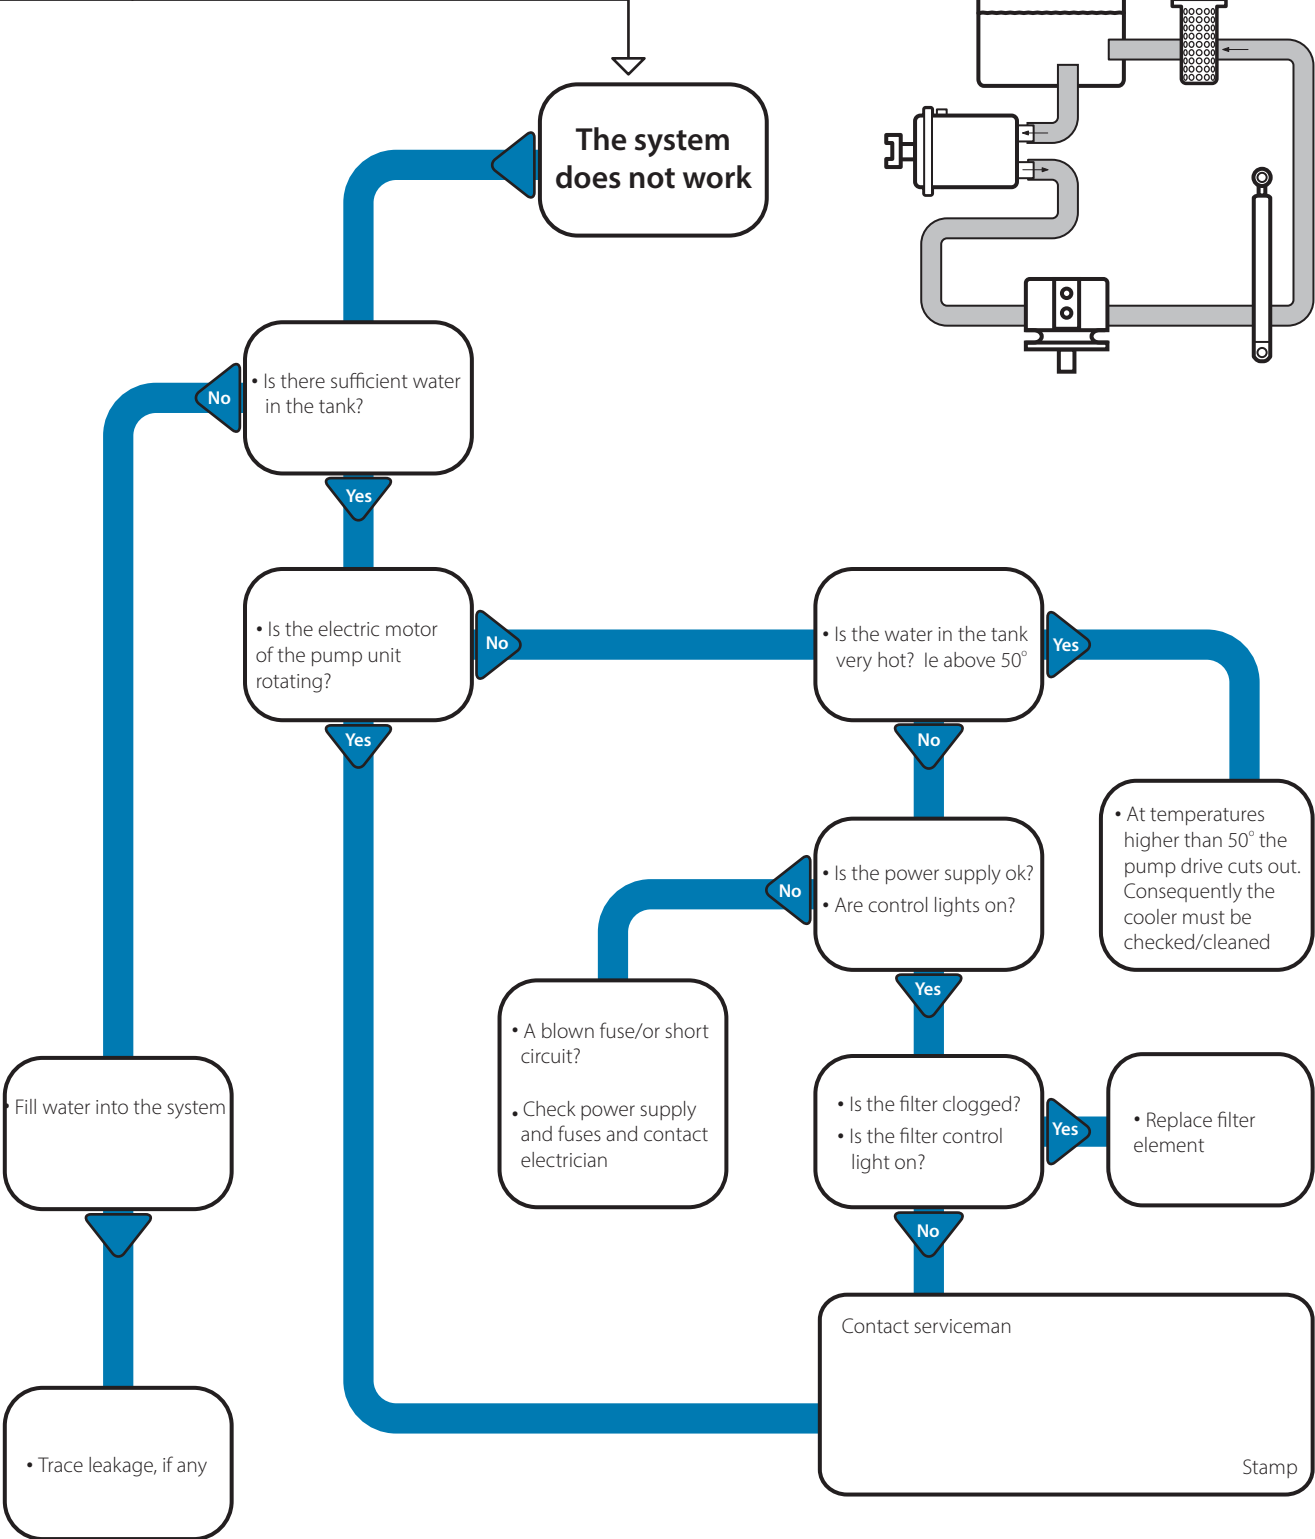 The system
does not work
• Is there sufficient water
in the tank?
No
Yes
• Is the electric motor
of the pump unit
rotating?
No
Yes
• Is the water in the tank
very hot? Ie above 50°
Yes
No
• At temperatures
higher than 50° the
pump drive cuts out.
Consequently the
cooler must be
checked/cleaned
• Is the power supply ok?
• Are control lights on?
No
Yes
• A blown fuse/or short
circuit?
• Check power supply
and fuses and contact
electrician
• Is the filter clogged?
• Is the filter control
light on?
Yes
• Replace filter
element
No
• Fill water into the system
Contact serviceman
Stamp
• Trace leakage, if any